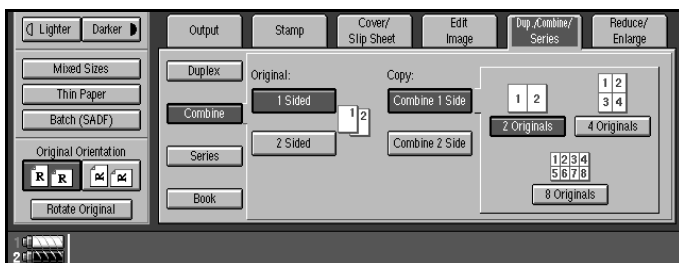 Lighter Darker
Output Stamp Cover/ Slip Sheet Edit Image Dup./Combine/ Series Reduce/ Enlarge
Mixed Sizes
Thin Paper
Batch (SADF)
Original Orientation
R R R R
Rotate Original
Duplex
Combine
Series
Book
Original:
1 Sided
2 Sided
1 2
Copy:
Combine 1 Side
Combine 2 Side
1 2
2 Originals
1 2
3 4
4 Originals
1 2 3 4
5 6 7 8
8 Originals
1
2